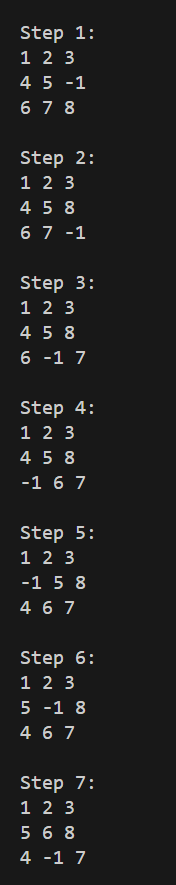 Step 1:
1 2 3
4 5 -1
6 7 8
Step 2:
1 2 3
4 5 8
6 7 -1
Step 3:
1 2 3
4 5 8
6 -1 7
Step 4:
1 2 3
4 5 8
-1 6 7
Step 5:
1 2 3
-1 5 8
4 6 7
Step 6:
1 2 3
5 -1 8
4 6 7
Step 7:
1 2 3
5 6 8
4 -1 7